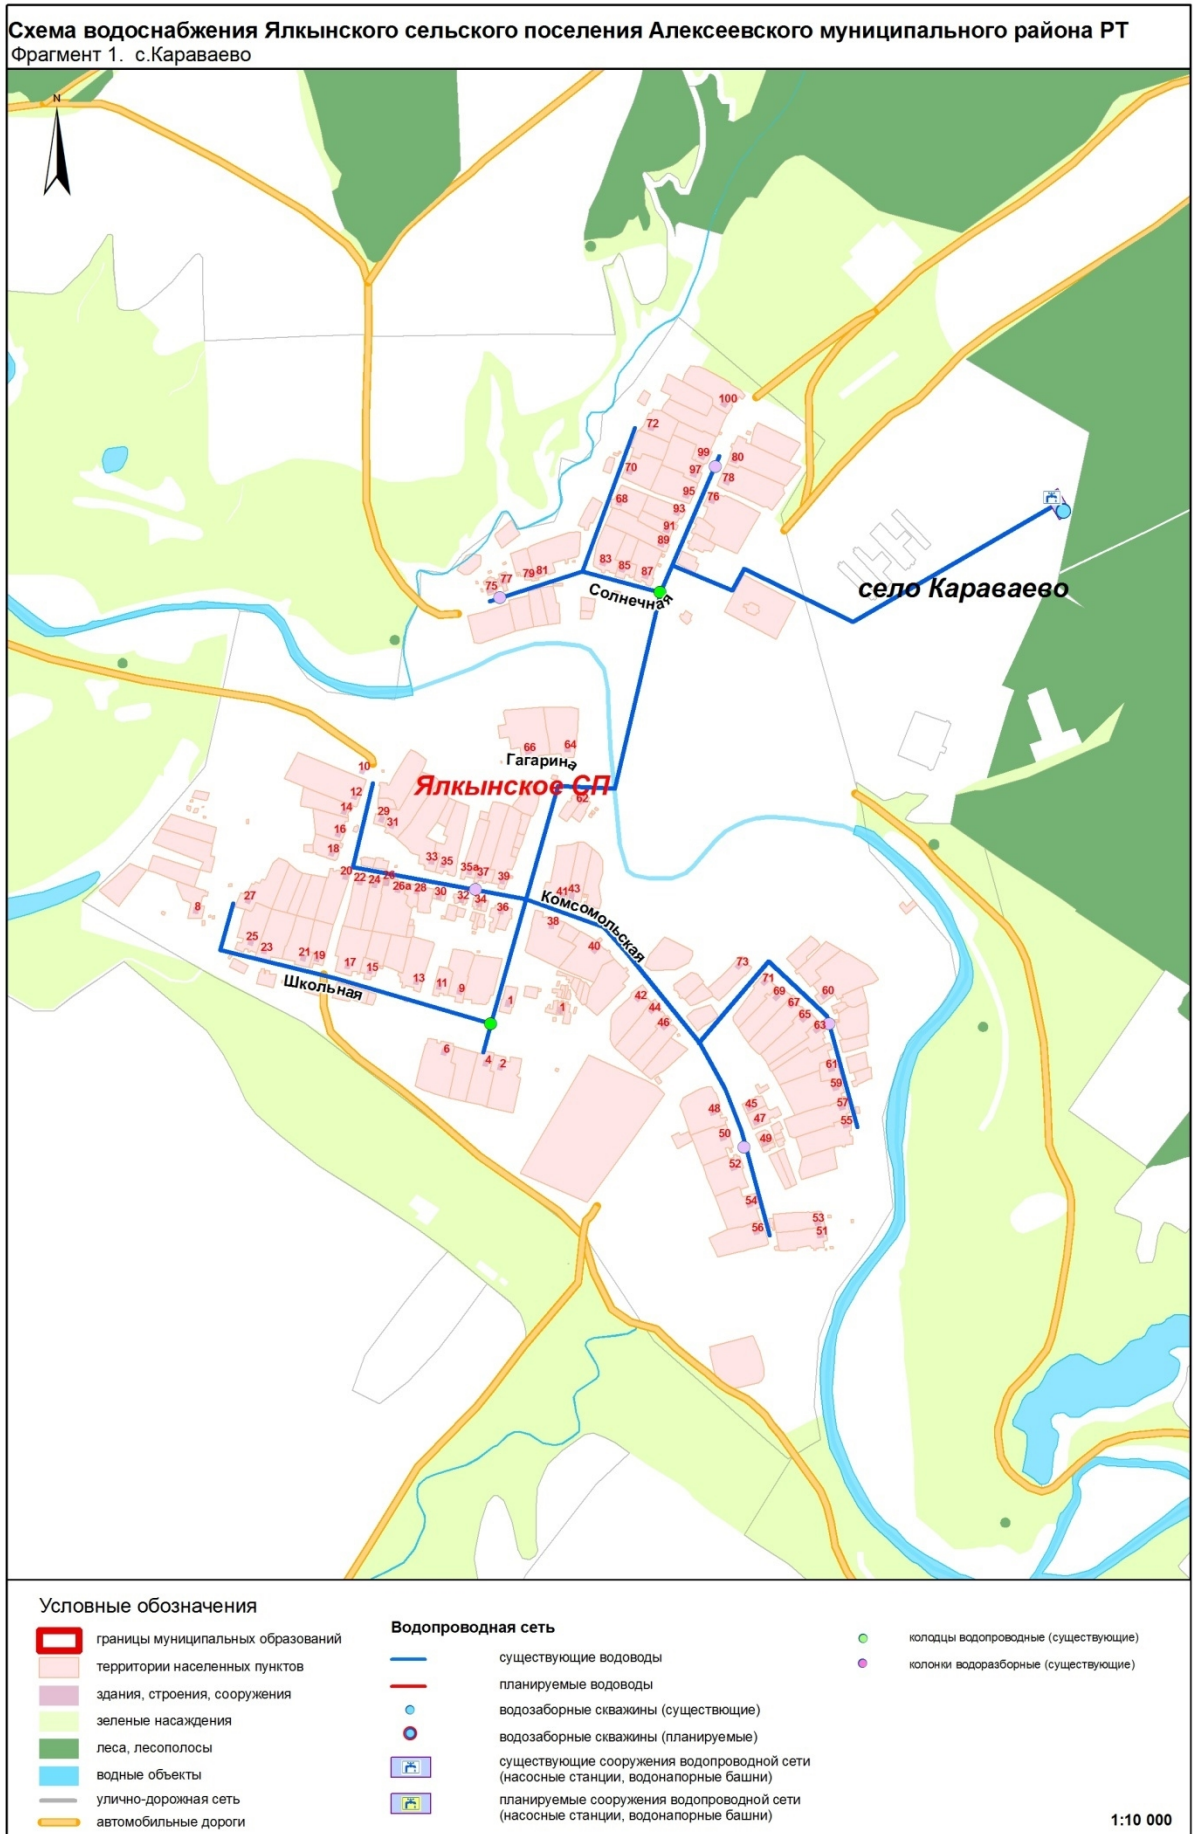 Схема водоснабжения Ялкынского сельского поселения Алексеевского муниципального района РТ
Фрагмент 1. с.Караваево
N
100
72
99
80
70
97
78
95
76
68
93
91
89
83
85
87
79
81
77
75
Солнечная
село Караваево
66
64
Гагарина
10
Ялкынское СП
12
62
14
29
16
31
18
33
35
35а
37
39
20
22
24
26
26а
28
30
32
34
36
41
43
27
8
Комсомольская
38
25
23
21
19
17
15
13
11
9
40
Школьная
1
1
42
44
46
73
71
69
67
65
63
60
6
4
2
61
59
57
55
48
45
47
50
49
52
54
56
53
51
Условные обозначения
границы муниципальных образований
территории населенных пунктов
здания, строения, сооружения
зеленые насаждения
леса, лесополосы
водные объекты
улично-дорожная сеть
автомобильные дороги
Водопроводная сеть
существующие водоводы
планируемые водоводы
водозаборные скважины (существующие)
водозаборные скважины (планируемые)
существующие сооружения водопроводной сети
(насосные станции, водонапорные башни)
планируемые сооружения водопроводной сети
(насосные станции, водонапорные башни)
колодцы водопроводные (существующие)
колонки водоразборные (существующие)
1:10 000